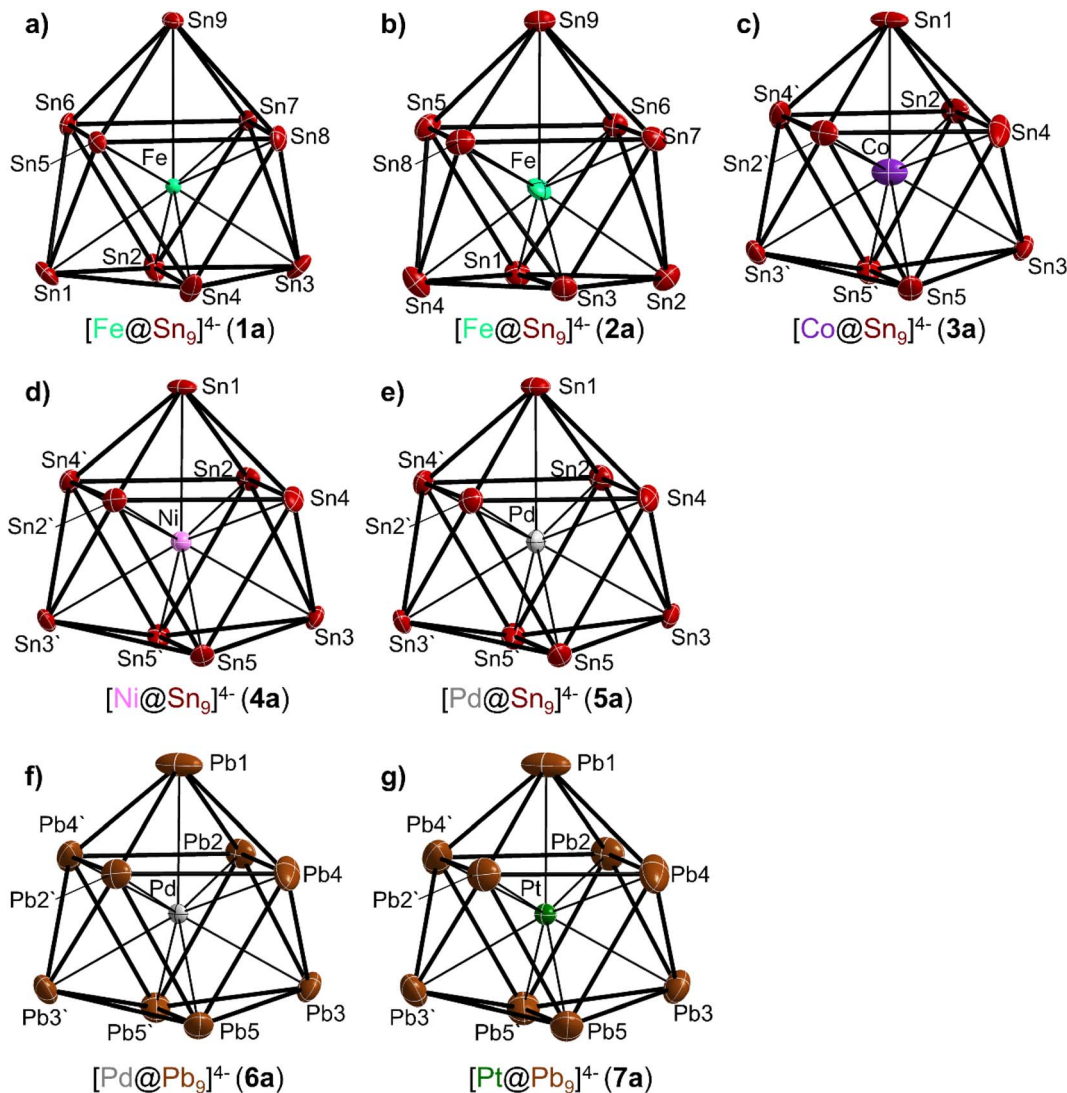 a)
Sn9
Sn6
Sn7
Sn8
Sn5
Fe
Sn2
Sn1
Sn4
Sn3
[Fe@Sn₉]⁴⁻ (1a)
b)
Sn9
Sn5
Sn6
Sn7
Sn8
Fe
Sn1
Sn4
Sn3
Sn2
[Fe@Sn₉]⁴⁻ (2a)
c)
Sn1
Sn4`
Sn2
Sn4
Co
Sn2`
Sn3`
Sn3
Sn5`
Sn5
[Co@Sn₉]⁴⁻ (3a)
d)
Sn1
Sn4`
Sn2
Sn4
Sn2`
Ni
Sn3`
Sn3
Sn5`
Sn5
[Ni@Sn₉]⁴⁻ (4a)
e)
Sn1
Sn4`
Sn2
Sn4
Sn2`
Pd
Sn3`
Sn3
Sn5`
Sn5
[Pd@Sn₉]⁴⁻ (5a)
f)
Pb1
Pb4`
Pb2
Pb4
Pb2`
Pd
Pb3`
Pb3
Pb5`
Pb5
[Pd@Pb₉]⁴⁻ (6a)
g)
Pb1
Pb4`
Pb2
Pb4
Pb2`
Pt
Pb3`
Pb3
Pb5`
Pb5
[Pt@Pb₉]⁴⁻ (7a)